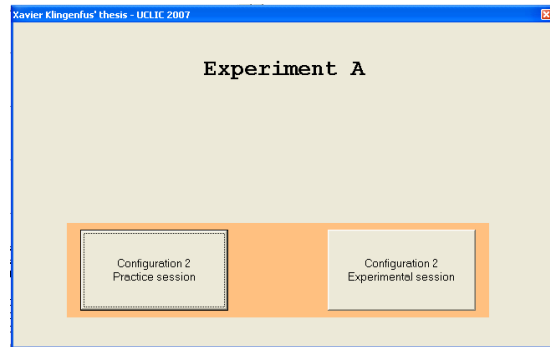 Xavier Klingenfus' thesis - UCLIC 2007
Experiment A
Configuration 2
Practice session
Configuration 2
Experimental session